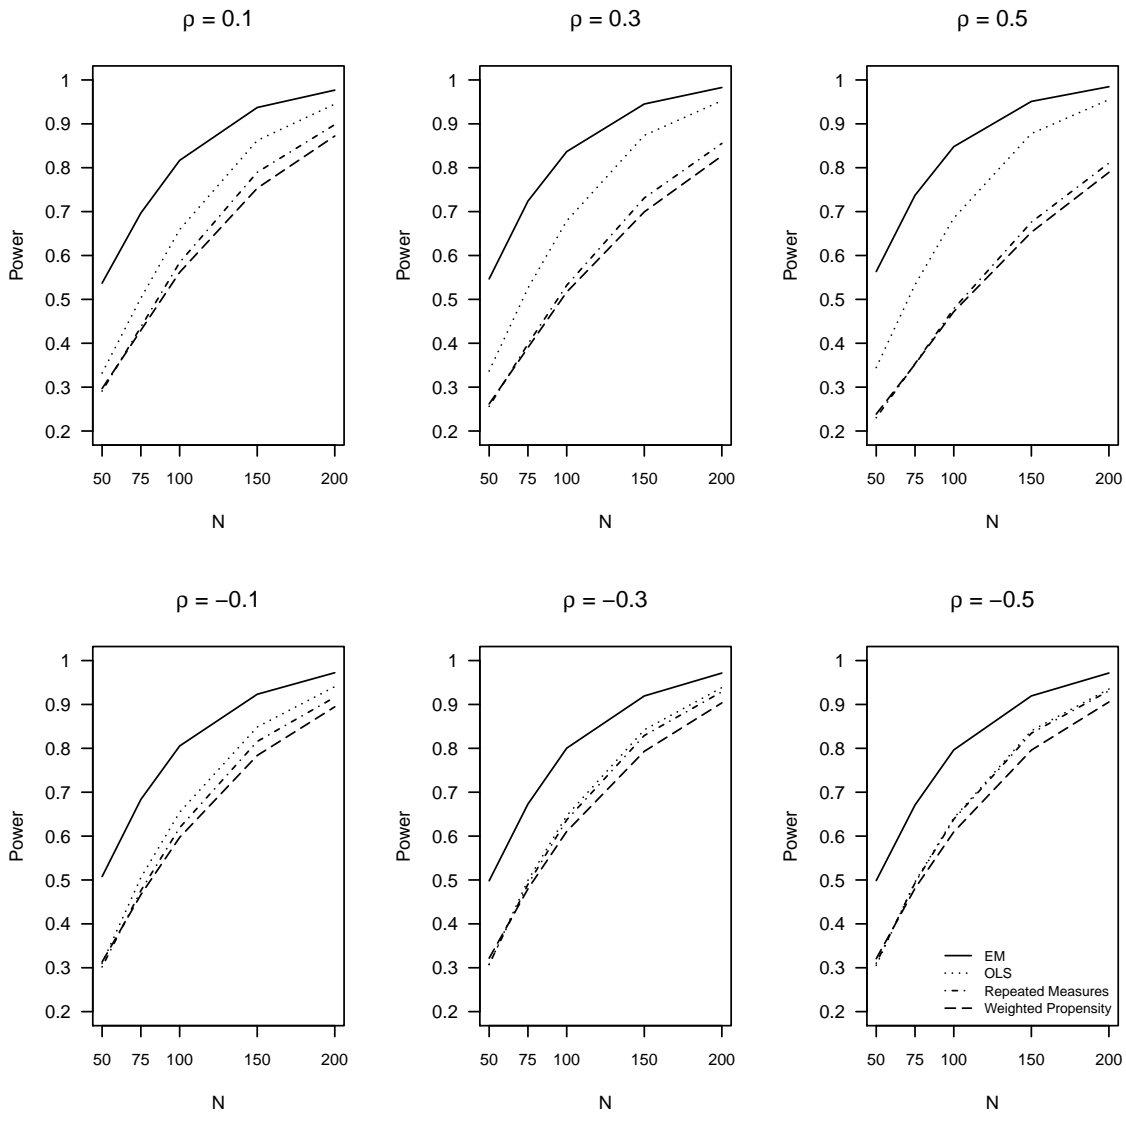 ρ = 0.1
1
0.9
0.8
0.7
0.6
0.5
0.4
0.3
0.2
Power
50 75 100 150 200
N
ρ = 0.3
1
0.9
0.8
0.7
0.6
0.5
0.4
0.3
0.2
Power
50 75 100 150 200
N
ρ = 0.5
1
0.9
0.8
0.7
0.6
0.5
0.4
0.3
0.2
Power
50 75 100 150 200
N
ρ = −0.1
1
0.9
0.8
0.7
0.6
0.5
0.4
0.3
0.2
Power
50 75 100 150 200
N
ρ = −0.3
1
0.9
0.8
0.7
0.6
0.5
0.4
0.3
0.2
Power
50 75 100 150 200
N
ρ = −0.5
1
0.9
0.8
0.7
0.6
0.5
0.4
0.3
0.2
Power
EM
OLS
Repeated Measures
Weighted Propensity
50 75 100 150 200
N